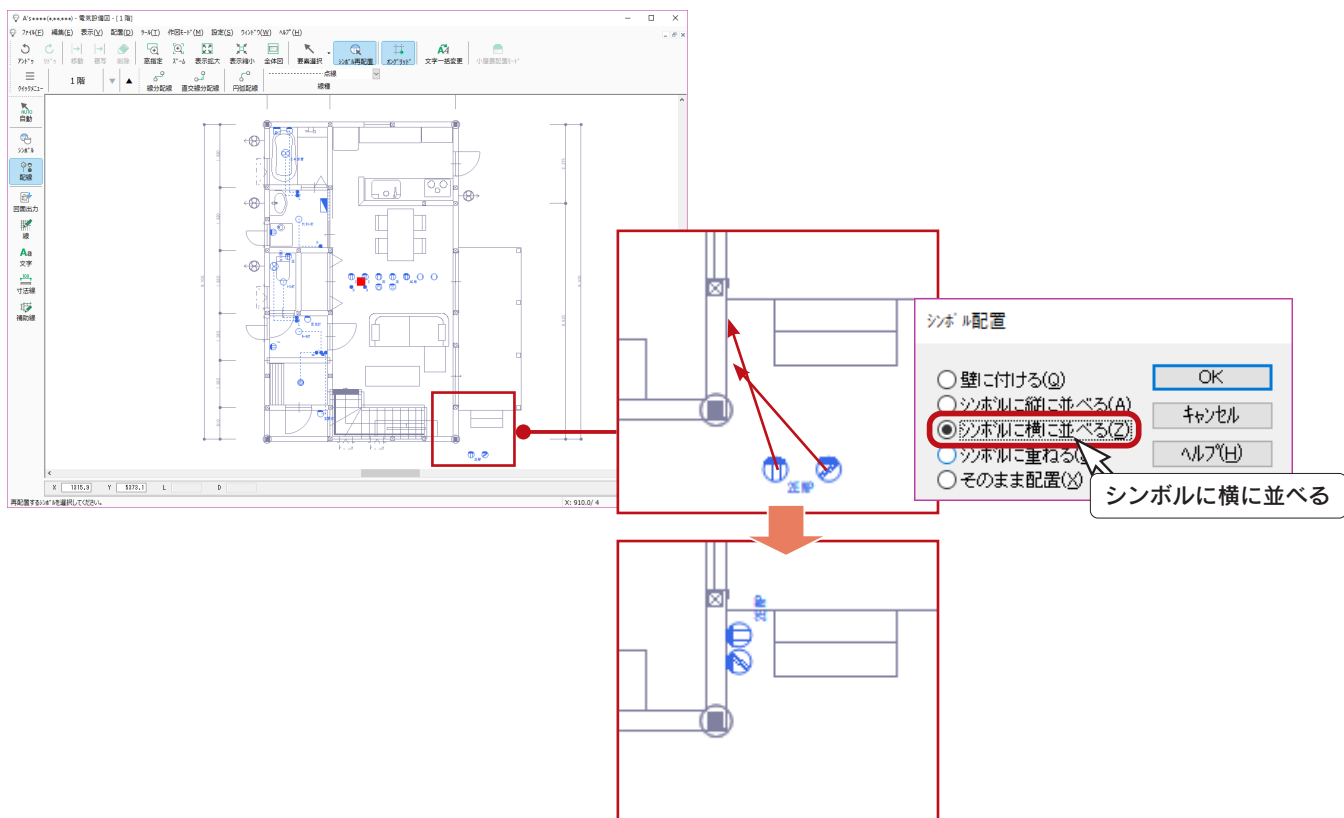 A's****(*.**.**) - 電気設備図 - [1 階]
ﾌｧｲﾙ(F) 編集(E) 表示(V) 配置(D) ﾂｰﾙ(T) 作図ﾓｰﾄﾞ(M) 設定(S) ｳｨﾝﾄﾞｳ(W) ﾍﾙﾌﾟ(H)
ｱﾝﾄﾞｩ ﾘﾄﾞｩ 移動 複写 削除 窓指定 ｽﾞｰﾑ 表示拡大 表示縮小 全体図 要素選択 ｼﾝﾎﾞﾙ再配置 ｵﾝｸﾞﾘｯﾄﾞ 文字一括変更 小屋裏配置ﾓｰﾄﾞ
ｸｲｯｸﾒﾆｭｰ 1 階 線分配線 直交線分配線 円弧配線 点線
線種
AUTO
自動
ｼﾝﾎﾞﾙ
配線
図面出力
線
Aa
文字
100
寸法線
補助線
X 1315.9 Y 5373.1 L D
再配置するｼﾝﾎﾞﾙを選択してください。
X: 910.0/ 4
2E WP
ｼﾝﾎﾞﾙ配置
壁に付ける(Q)
ｼﾝﾎﾞﾙに縦に並べる(A)
ｼﾝﾎﾞﾙに横に並べる(Z)
ｼﾝﾎﾞﾙに重ねる(
そのまま配置(X)
OK
ｷｬﾝｾﾙ
ﾍﾙﾌﾟ(H)
シンボルに横に並べる
2E WP